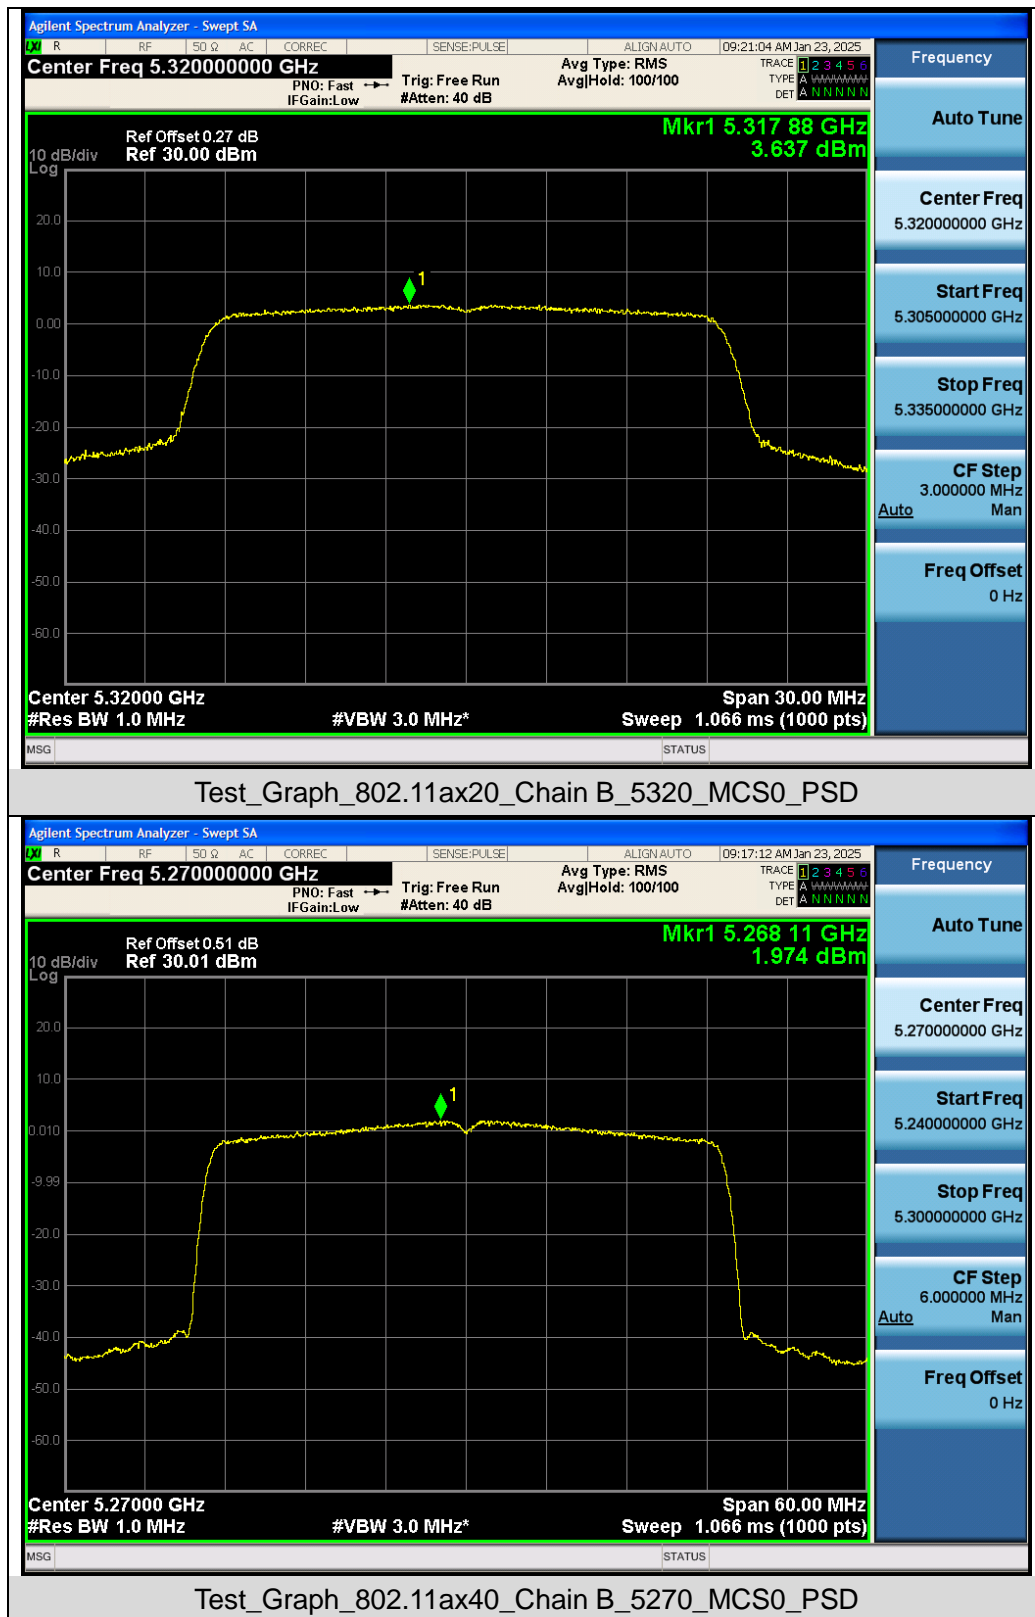 Agilent Spectrum Analyzer - Swept SA
LXI R RF 50 Ω AC CORREC SENSE:PULSE ALIGN AUTO 09:21:04 AM Jan 23, 2025
Center Freq 5.320000000 GHz
PNO: Fast
IFGain:Low
Trig: Free Run
#Atten: 40 dB
Avg Type: RMS
Avg|Hold: 100/100
TRACE 1 2 3 4 5 6
TYPE A WWWWW
DET A N N N N N
Frequency
Auto Tune
Center Freq
5.320000000 GHz
Start Freq
5.305000000 GHz
Stop Freq
5.335000000 GHz
CF Step
3.000000 MHz
Auto Man
Freq Offset
0 Hz
Mkr1 5.317 88 GHz
3.637 dBm
Ref Offset 0.27 dB
10 dB/div Ref 30.00 dBm
Log
20.0
10.0
1
0.00
-10.0
-20.0
-30.0
-40.0
-50.0
-60.0
Center 5.32000 GHz Span 30.00 MHz
#Res BW 1.0 MHz #VBW 3.0 MHz* Sweep 1.066 ms (1000 pts)
MSG STATUS
Test_Graph_802.11ax20_Chain B_5320_MCS0_PSD
Agilent Spectrum Analyzer - Swept SA
LXI R RF 50 Ω AC CORREC SENSE:PULSE ALIGN AUTO 09:17:12 AM Jan 23, 2025
Center Freq 5.270000000 GHz
PNO: Fast
IFGain:Low
Trig: Free Run
#Atten: 40 dB
Avg Type: RMS
Avg|Hold: 100/100
TRACE 1 2 3 4 5 6
TYPE A WWWWW
DET A N N N N N
Frequency
Auto Tune
Center Freq
5.270000000 GHz
Start Freq
5.240000000 GHz
Stop Freq
5.300000000 GHz
CF Step
6.000000 MHz
Auto Man
Freq Offset
0 Hz
Mkr1 5.268 11 GHz
1.974 dBm
Ref Offset 0.51 dB
10 dB/div Ref 30.01 dBm
Log
20.0
10.0
1
0.010
-9.99
-20.0
-30.0
-40.0
-50.0
-60.0
Center 5.27000 GHz Span 60.00 MHz
#Res BW 1.0 MHz #VBW 3.0 MHz* Sweep 1.066 ms (1000 pts)
MSG STATUS
Test_Graph_802.11ax40_Chain B_5270_MCS0_PSD